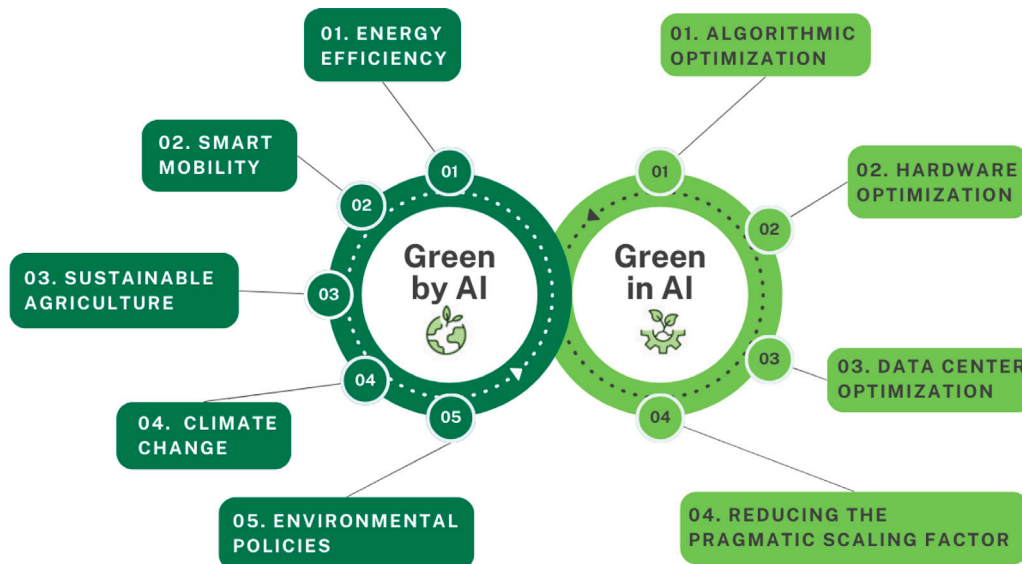 01. ENERGY
EFFICIENCY
02. SMART
MOBILITY
03. SUSTAINABLE
AGRICULTURE
04. CLIMATE
CHANGE
05. ENVIRONMENTAL
POLICIES
01
02
03
04
05
Green
by AI
Green
in AI
01
02
03
04
01. ALGORITHMIC
OPTIMIZATION
02. HARDWARE
OPTIMIZATION
03. DATA CENTER
OPTIMIZATION
04. REDUCING THE
PRAGMATIC SCALING FACTOR